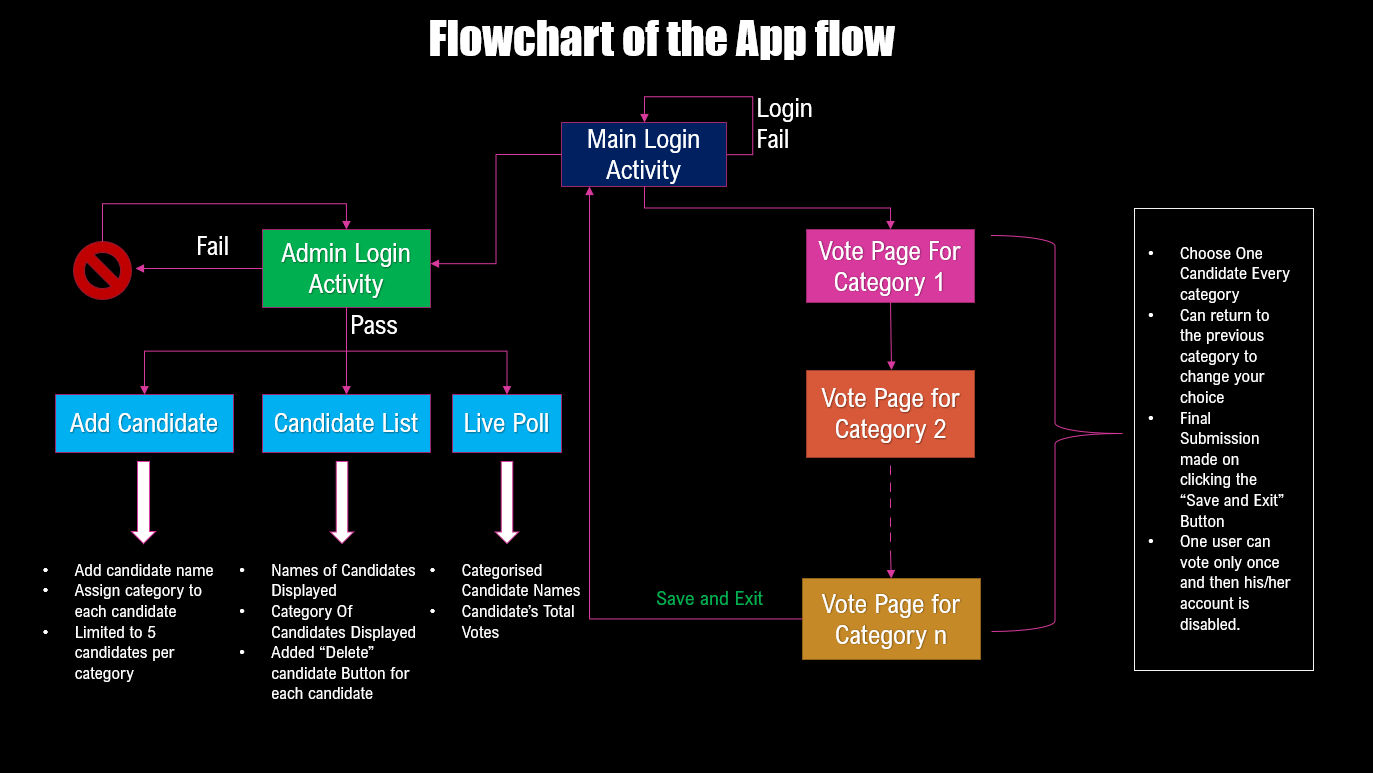 Flowchart of the App flow
Login
Fail
Main Login
Activity
Fail
Admin Login
Activity
Pass
Add Candidate
Candidate List
Live Poll
• Add candidate name
• Assign category to
each candidate
• Limited to 5
candidates per
category
• Names of Candidates
Displayed
• Category Of
Candidates Displayed
• Added “Delete”
candidate Button for
each candidate
• Categorised
Candidate Names
• Candidate’s Total
Votes
Vote Page For
Category 1
Vote Page for
Category 2
Vote Page for
Category n
Save and Exit
• Choose One
Candidate Every
category
• Can return to
the previous
category to
change your
choice
• Final
Submission
made on
clicking the
“Save and Exit”
Button
• One user can
vote only once
and then his/her
account is
disabled.